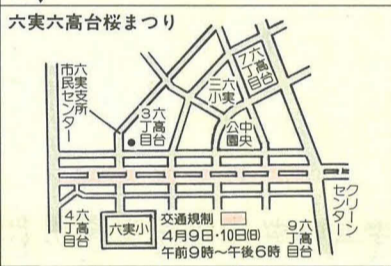 六実六高台桜まつり
六高台
7丁目
六実
三小
六実支所
市民センター
六高台
3丁目
中央
公園
クリーン
センター
六高台
4丁目
六実小
交通規制
4月9日・10日(日)
午前9時～午後6時
六高台
9丁目